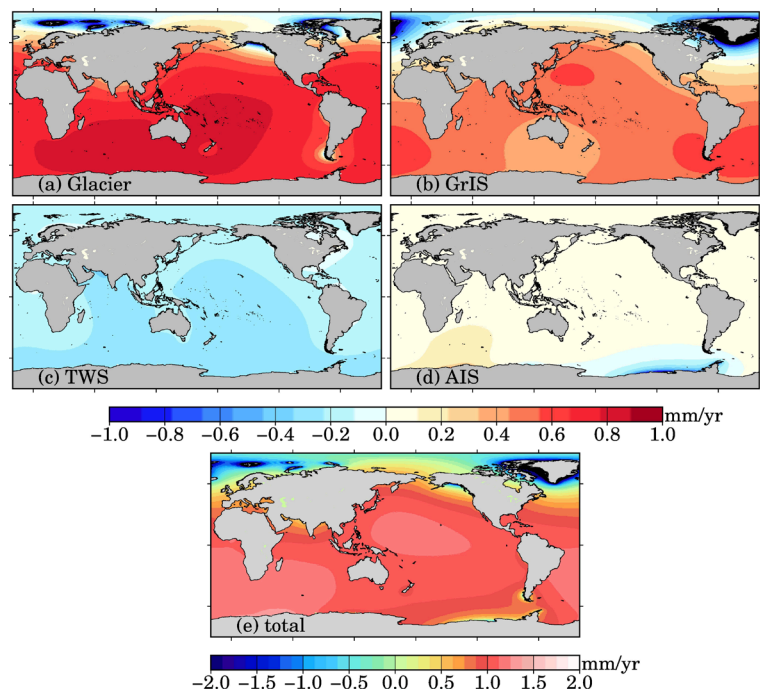 (a) Glacier
(b) GrIS
(c) TWS
(d) AIS
−1.0 −0.8 −0.6 −0.4 −0.2 0.0 0.2 0.4 0.6 0.8 1.0 mm/yr
(e) total
−2.0 −1.5 −1.0 −0.5 0.0 0.5 1.0 1.5 2.0 mm/yr